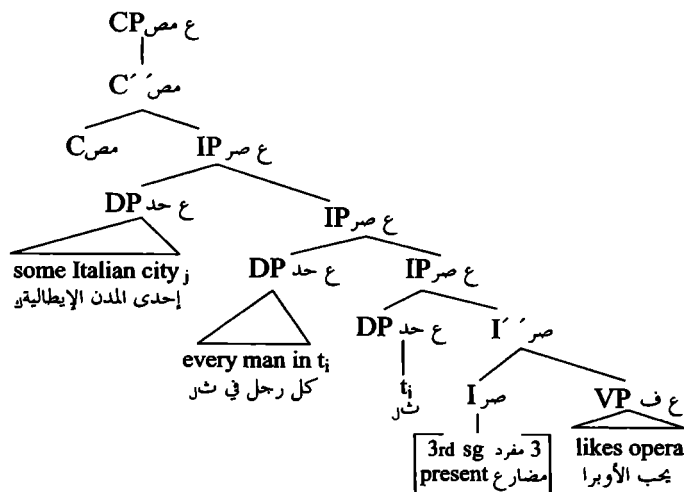 CP ع مص
C´´ مص
C مص IP ع صر
DP ع حد IP ع صر
some Italian city j DP ع حد IP ع صر
إحدى المدن الإيطالية
DP ع حد I´´ صر
every man in ti
كل رجل في ث ti I صر VP ع ف
ث
3rd sg 3 مفرد likes opera
present مضارع يحب الأوبرا